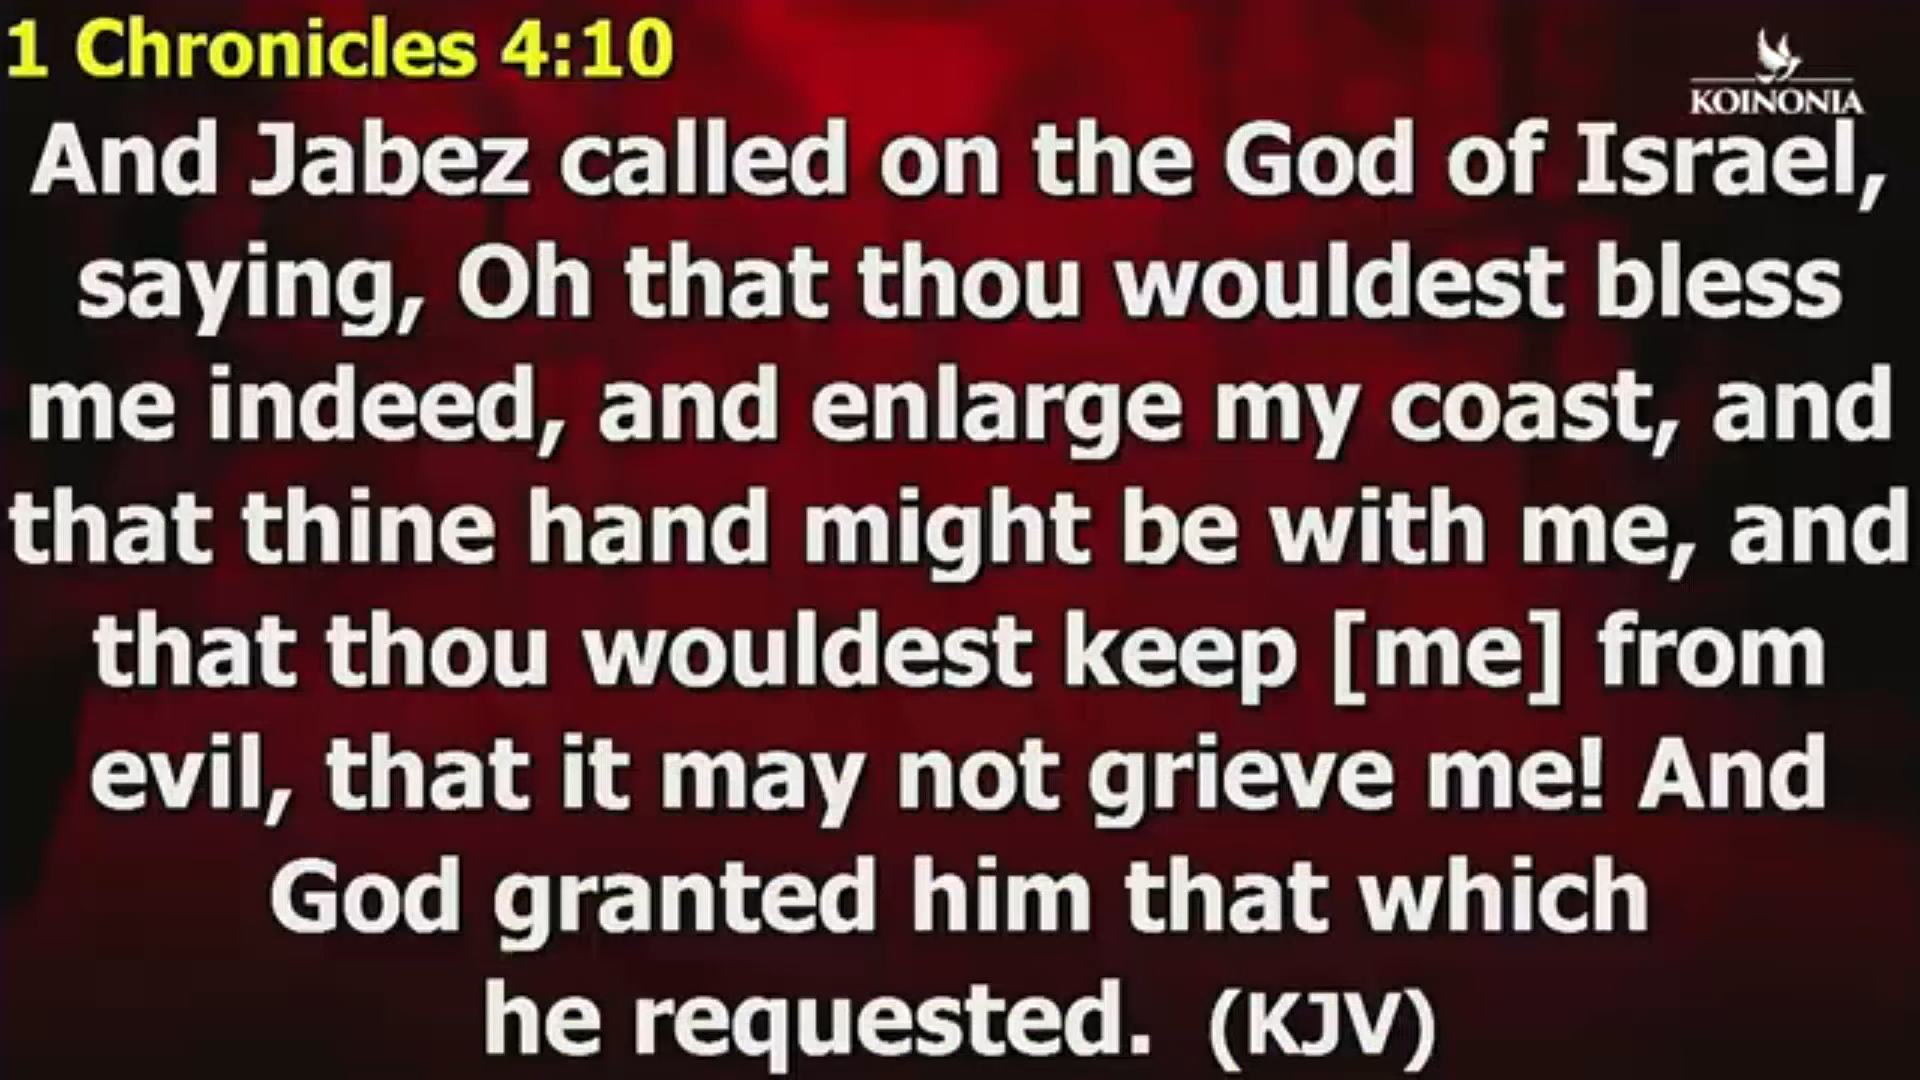 1 Chronicles 4:10
KOINONIA
And Jabez called on the God of Israel,
saying, Oh that thou wouldest bless
me indeed, and enlarge my coast, and
that thine hand might be with me, and
that thou wouldest keep [me] from
evil, that it may not grieve me! And
God granted him that which
he requested. (KJV)